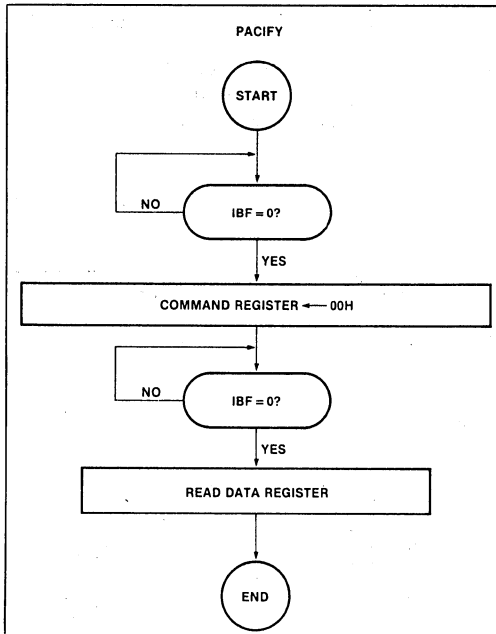 PACIFY
START
NO
IBF = 0?
YES
COMMAND REGISTER ← 00H
NO
IBF = 0?
YES
READ DATA REGISTER
END